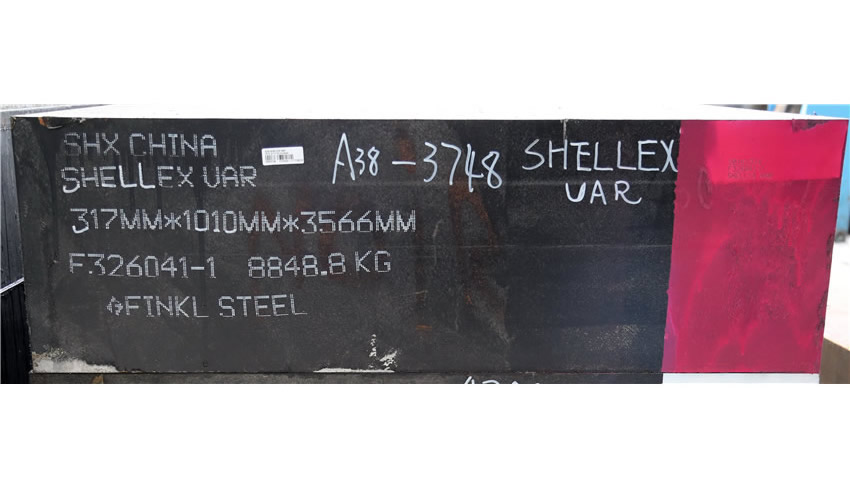 SHX CHINA
SHELLEX VAR
317MM*1010MM*3566MM
F326041-1 8848.8 KG
FINKL STEEL
A38-3748
SHELLEX
VAR